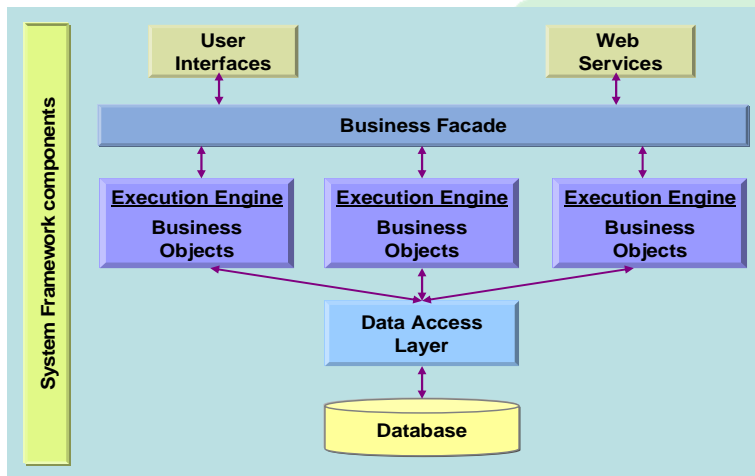 System Framework components
User
Interfaces
Web
Services
Business Facade
Execution Engine
Business
Objects
Execution Engine
Business
Objects
Execution Engine
Business
Objects
Data Access
Layer
Database